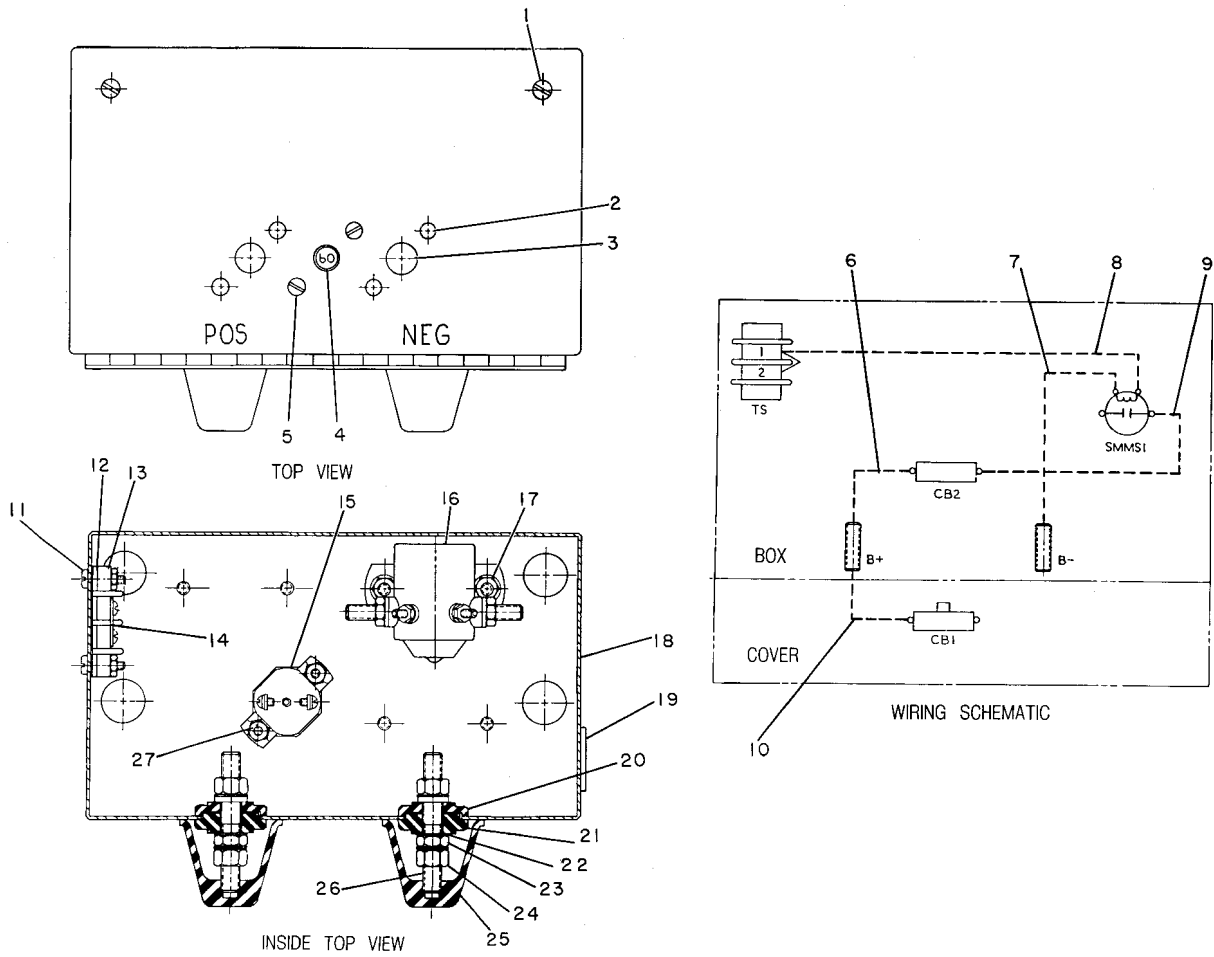 1
2
3
60
POS NEG
5 4
TOP VIEW
11 12 13 15 16 17
14
18
19
27
20
21
22
26 23
24
25
INSIDE TOP VIEW
6 7 8 9
1
2
TS
SMMS1
CB2
BOX B+ B-
CB1
COVER
10
WIRING SCHEMATIC